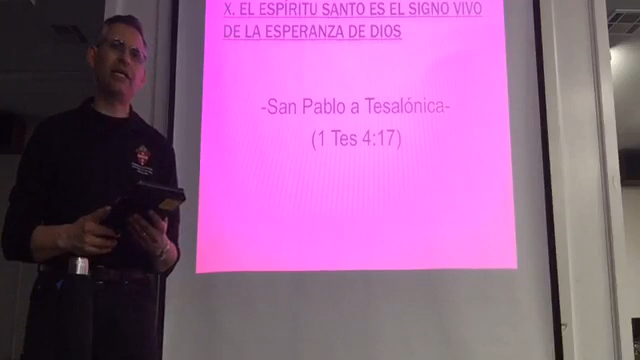 X. EL ESPÍRITU SANTO ES EL SIGNO VIVO
DE LA ESPERANZA DE DIOS
-San Pablo a Tesalónica-
(1 Tes 4:17)